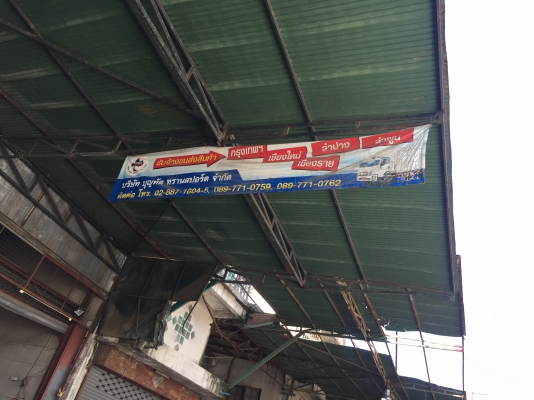 รับจ้างขนส่งสินค้า กรุงเทพฯ เชียงใหม่ ลำปาง เชียงราย ลำพูน
บริษัท บุญทัต ทรานสปอร์ต จำกัด
ติดต่อ โทร. 02-887-1604-5, 089-771-0759, 089-771-0762